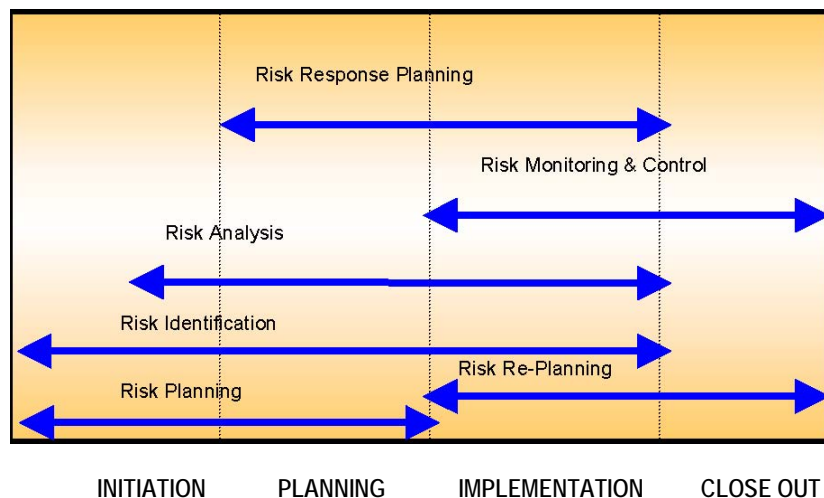 Risk Response Planning
Risk Monitoring & Control
Risk Analysis
Risk Identification
Risk Re-Planning
Risk Planning
INITIATION PLANNING IMPLEMENTATION CLOSE OUT